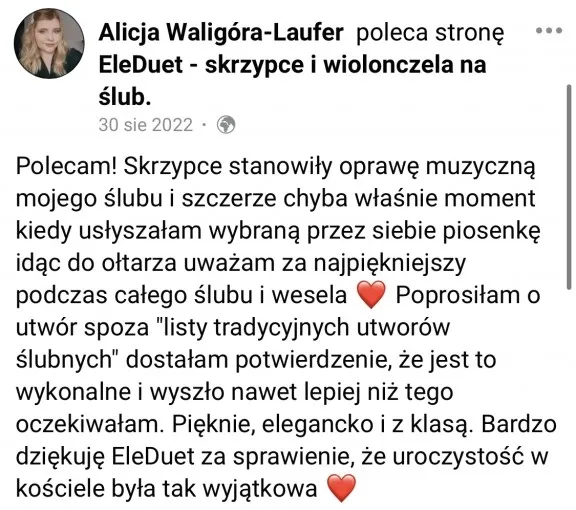 Alicja Waligóra-Laufer poleca stronę
EleDuet - skrzypce i wiolonczela na
ślub.
30 sie 2022 ·
Polecam! Skrzypce stanowiły oprawę muzyczną
mojego ślubu i szczerze chyba właśnie moment
kiedy usłyszałam wybraną przez siebie piosenkę
idąc do ołtarza uważam za najpiękniejszy
podczas całego ślubu i wesela ❤️ Poprosiłam o
utwór spoza "listy tradycyjnych utworów
ślubnych" dostałam potwierdzenie, że jest to
wykonalne i wyszło nawet lepiej niż tego
oczekiwałam. Pięknie, elegancko i z klasą. Bardzo
dziękuję EleDuet za sprawienie, że uroczystość w
kościele była tak wyjątkowa ❤️